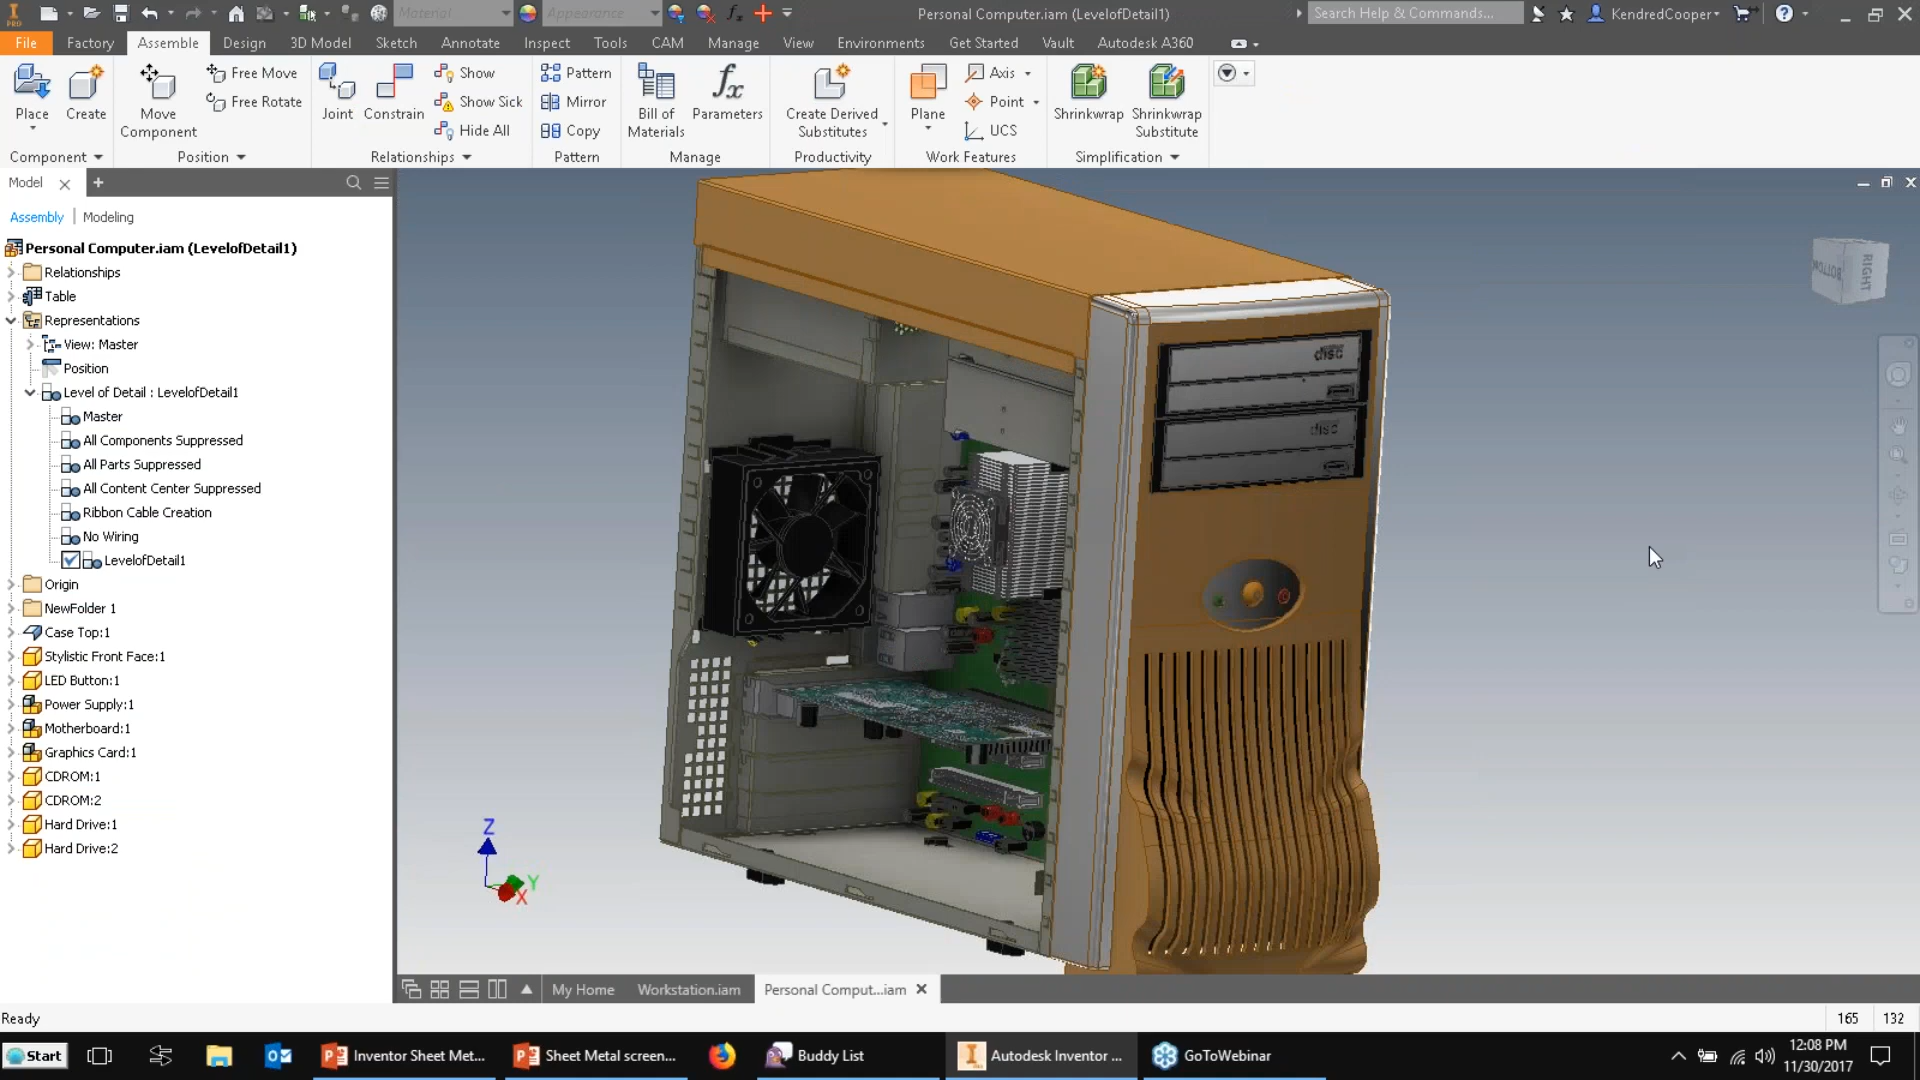 PRO
Material
Appearance
Personal Computer.iam (LevelofDetail1)
Search Help & Commands...
KendredCooper
File Factory Assemble Design 3D Model Sketch Annotate Inspect Tools CAM Manage View Environments Get Started Vault Autodesk A360
Place
Create
Move Component
Free Move
Free Rotate
Joint
Constrain
Show
Show Sick
Hide All
Pattern
Mirror
Copy
Bill of Materials
Parameters
Create Derived Substitutes
Plane
Axis
Point
UCS
Shrinkwrap
Shrinkwrap Substitute
Component Position Relationships Pattern Manage Productivity Work Features Simplification
Model
Assembly | Modeling
Personal Computer.iam (LevelofDetail1)
Relationships
Table
Representations
View: Master
Position
Level of Detail : LevelofDetail1
Master
All Components Suppressed
All Parts Suppressed
All Content Center Suppressed
Ribbon Cable Creation
No Wiring
LevelofDetail1
Origin
NewFolder 1
Case Top:1
Stylistic Front Face:1
LED Button:1
Power Supply:1
Motherboard:1
Graphics Card:1
CDROM:1
CDROM:2
Hard Drive:1
Hard Drive:2
disc
disc
BOTTOM
RIGHT
Z
Y
X
My Home Workstation.iam Personal Comput...iam
Ready
165 132
Start
Inventor Sheet Met...
Sheet Metal screen...
Buddy List
Autodesk Inventor ...
GoToWebinar
12:08 PM
11/30/2017